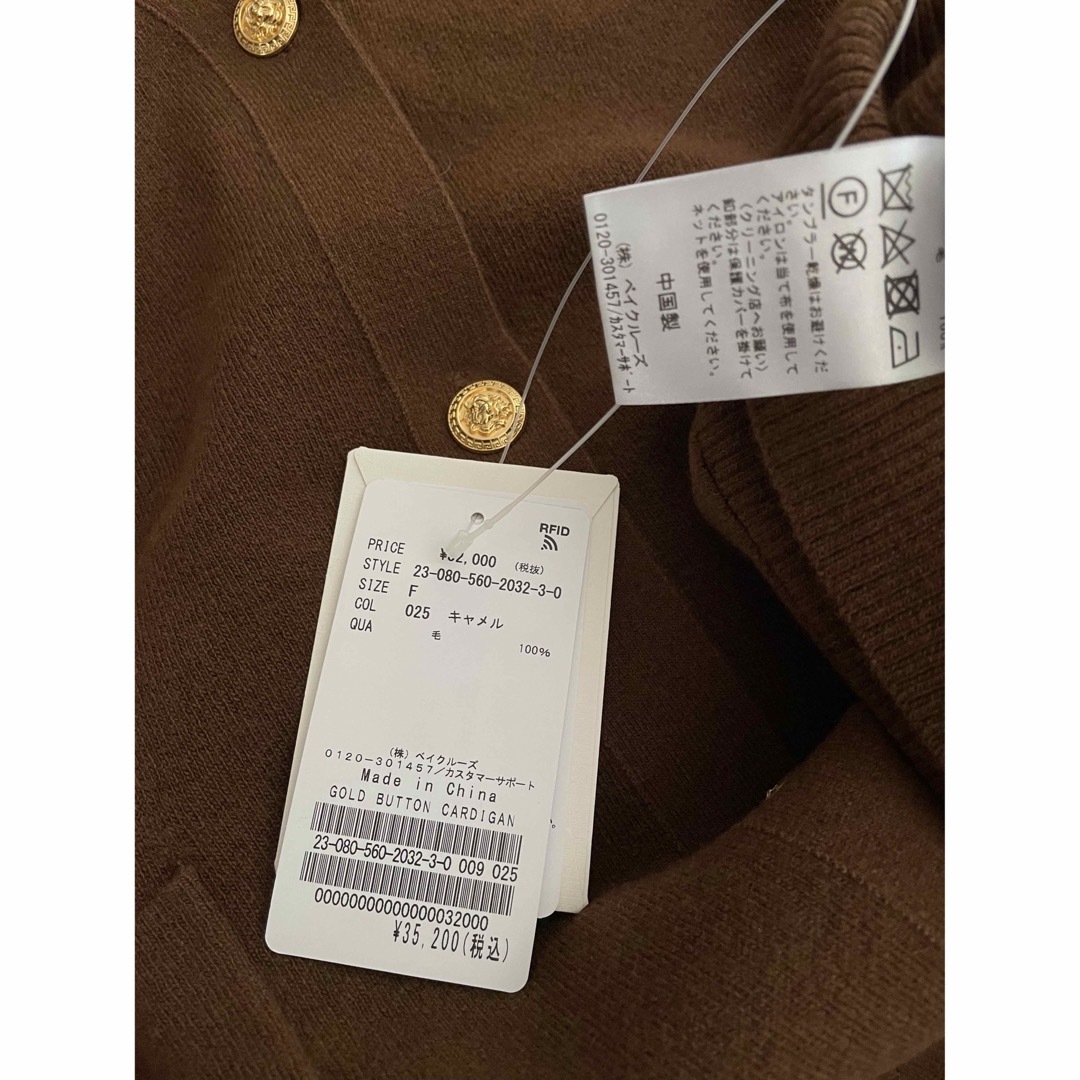 タンブラー乾燥はお避けくだ
さい。
アイロンは当て布を使用して
ください。
(クリーニング店へお願い)
釦部分は保護カバーを掛けて
ください。
ネットを使用してください。
中国製
(株)ベイクルーズ
0120-301457/カスタマーサポート
F
毛
100%
RFID
PRICE ¥32,000 (税抜)
STYLE 23-080-560-2032-3-0
SIZE F
COL 025 キャメル
QUA 毛 100%
(株)ベイクルーズ
0120-301457/カスタマーサポート
Made in China
GOLD BUTTON CARDIGAN
23-080-560-2032-3-0 009 025
0000000000000032000
¥35,200(税込)